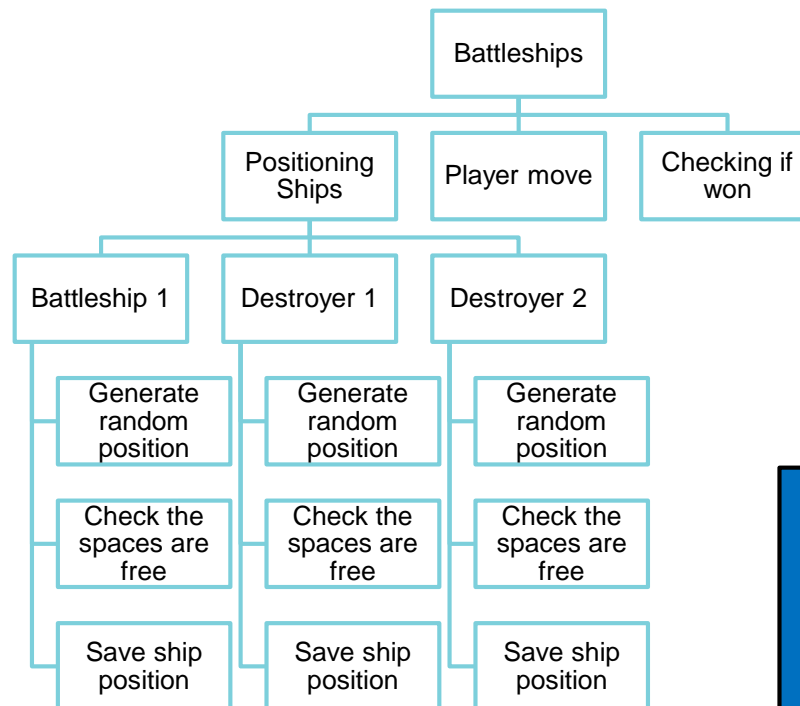 Battleships
Positioning
Ships
Player move
Checking if
won
Battleship 1
Destroyer 1
Destroyer 2
Generate
random
position
Generate
random
position
Generate
random
position
Check the
spaces are
free
Check the
spaces are
free
Check the
spaces are
free
Save ship
position
Save ship
position
Save ship
position